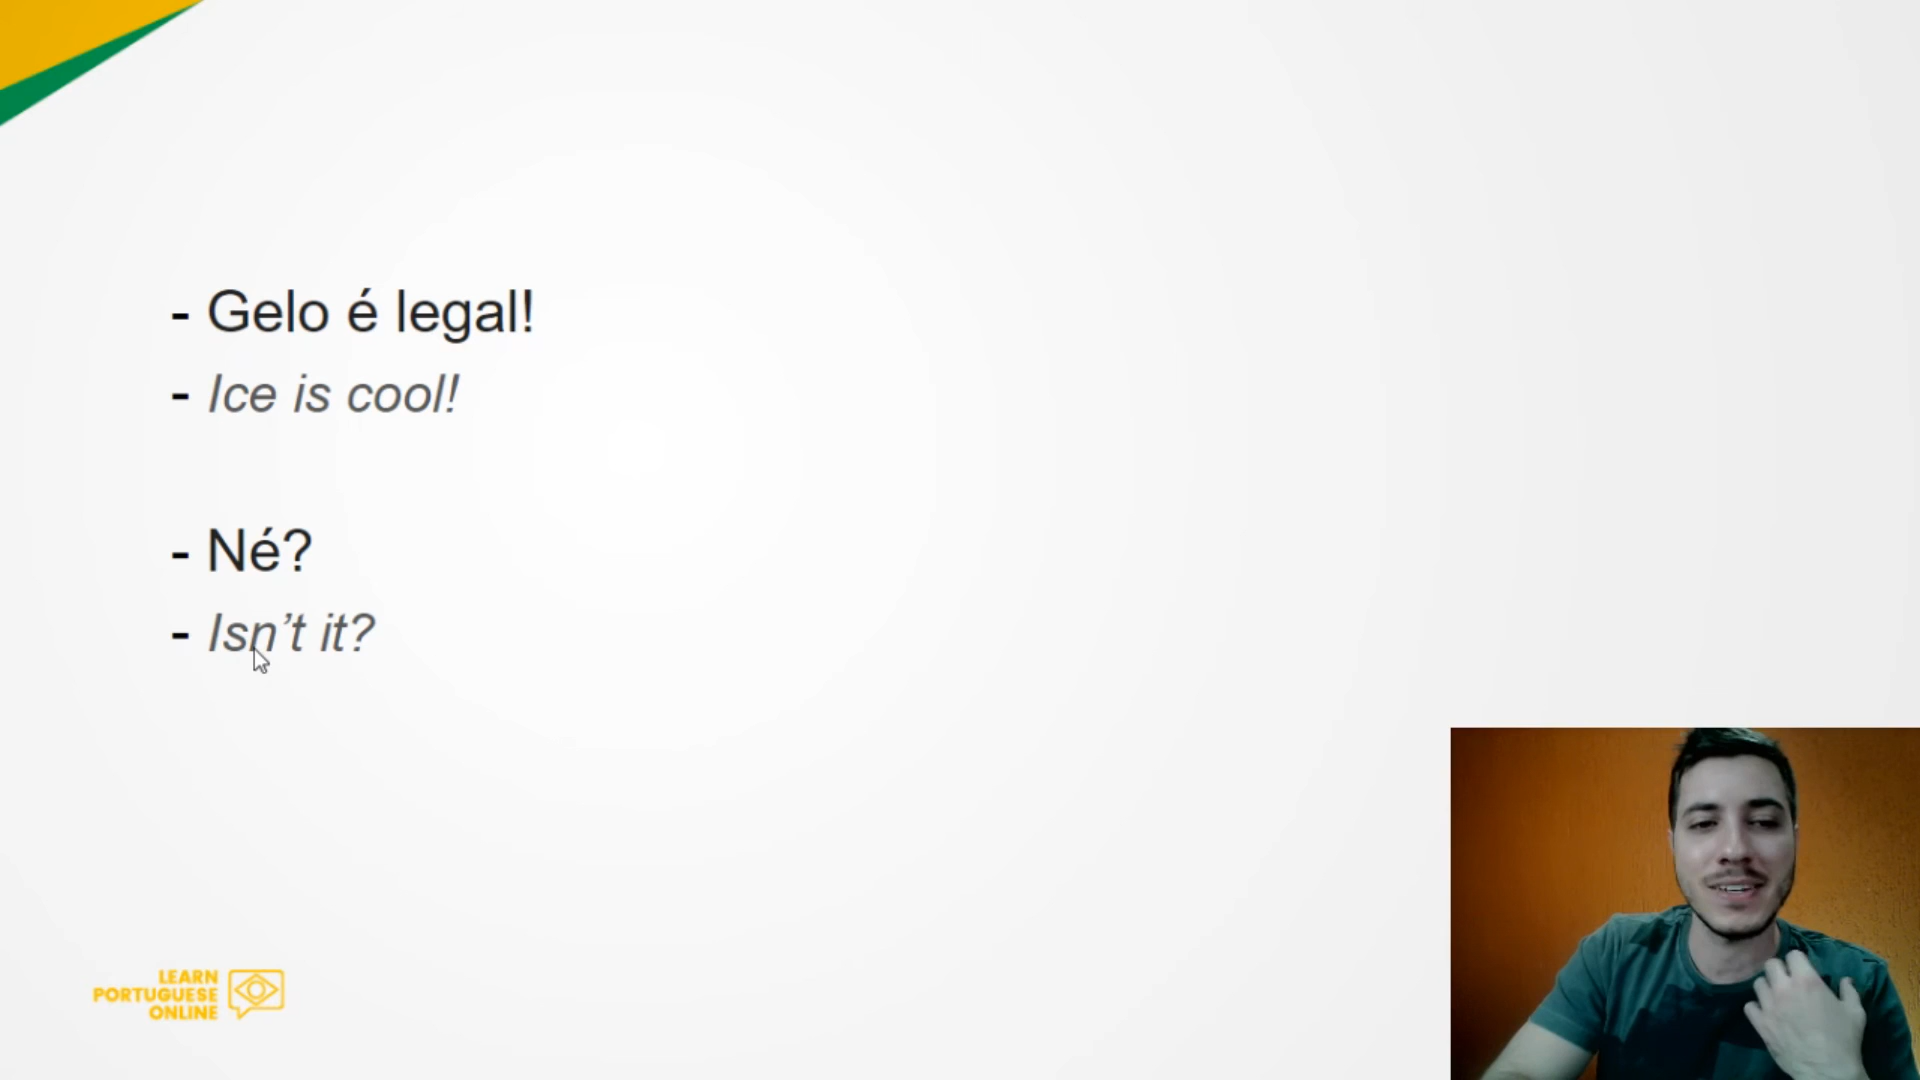 - Gelo é legal!
- Ice is cool!
- Né?
- Isn’t it?
LEARN
PORTUGUESE
ONLINE